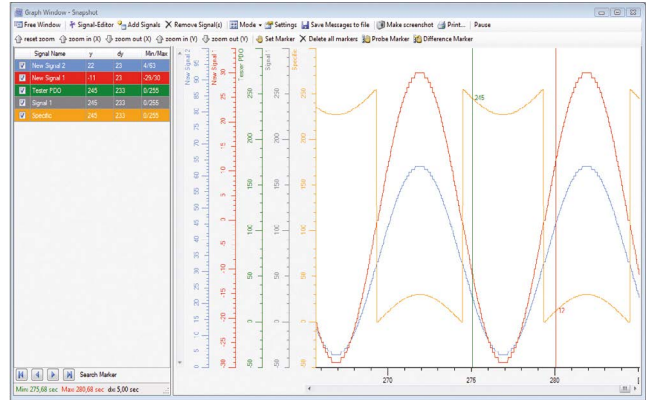 Graph Window - Snapshot
Free Window Signal-Editor Add Signals Remove Signal(s) Mode Settings Save Messages to file Make screenshot Print... Pause
reset zoom zoom in (X) zoom out (X) zoom in (Y) zoom out (Y) Set Marker Delete all markers Probe Marker Difference Marker
Signal Name y dy Min/Max
New Signal 2 22 23 4/63
New Signal 1 -11 23 -29/30
Tester PDO 245 233 0/255
Signal 1 245 233 0/255
Specific 245 233 0/255
New Signal 2
New Signal 1
Tester PDO
Signal 1
Specific
245
12
270 275 280 285
Search Marker
Min: 275,68 sec Max: 280,68 sec dx: 5,00 sec